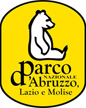 Parco
NAZIONALE
d'Abruzzo,
Lazio e Molise